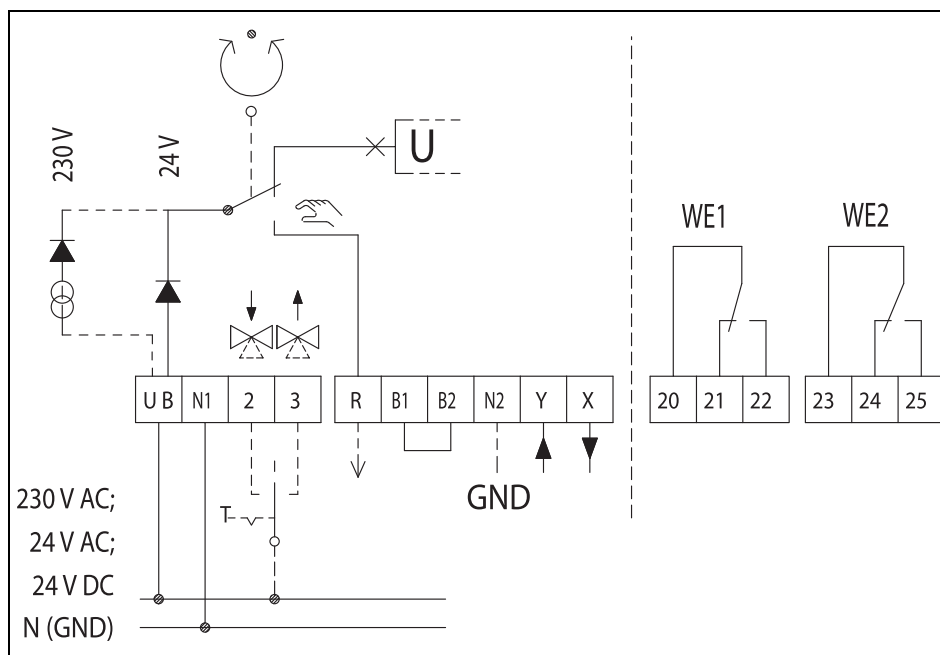 230 V
24 V
U
WE1
WE2
U B
N1
2
3
R
B1
B2
N2
Y
X
20
21
22
23
24
25
GND
T
230 V AC;
24 V AC;
24 V DC
N (GND)